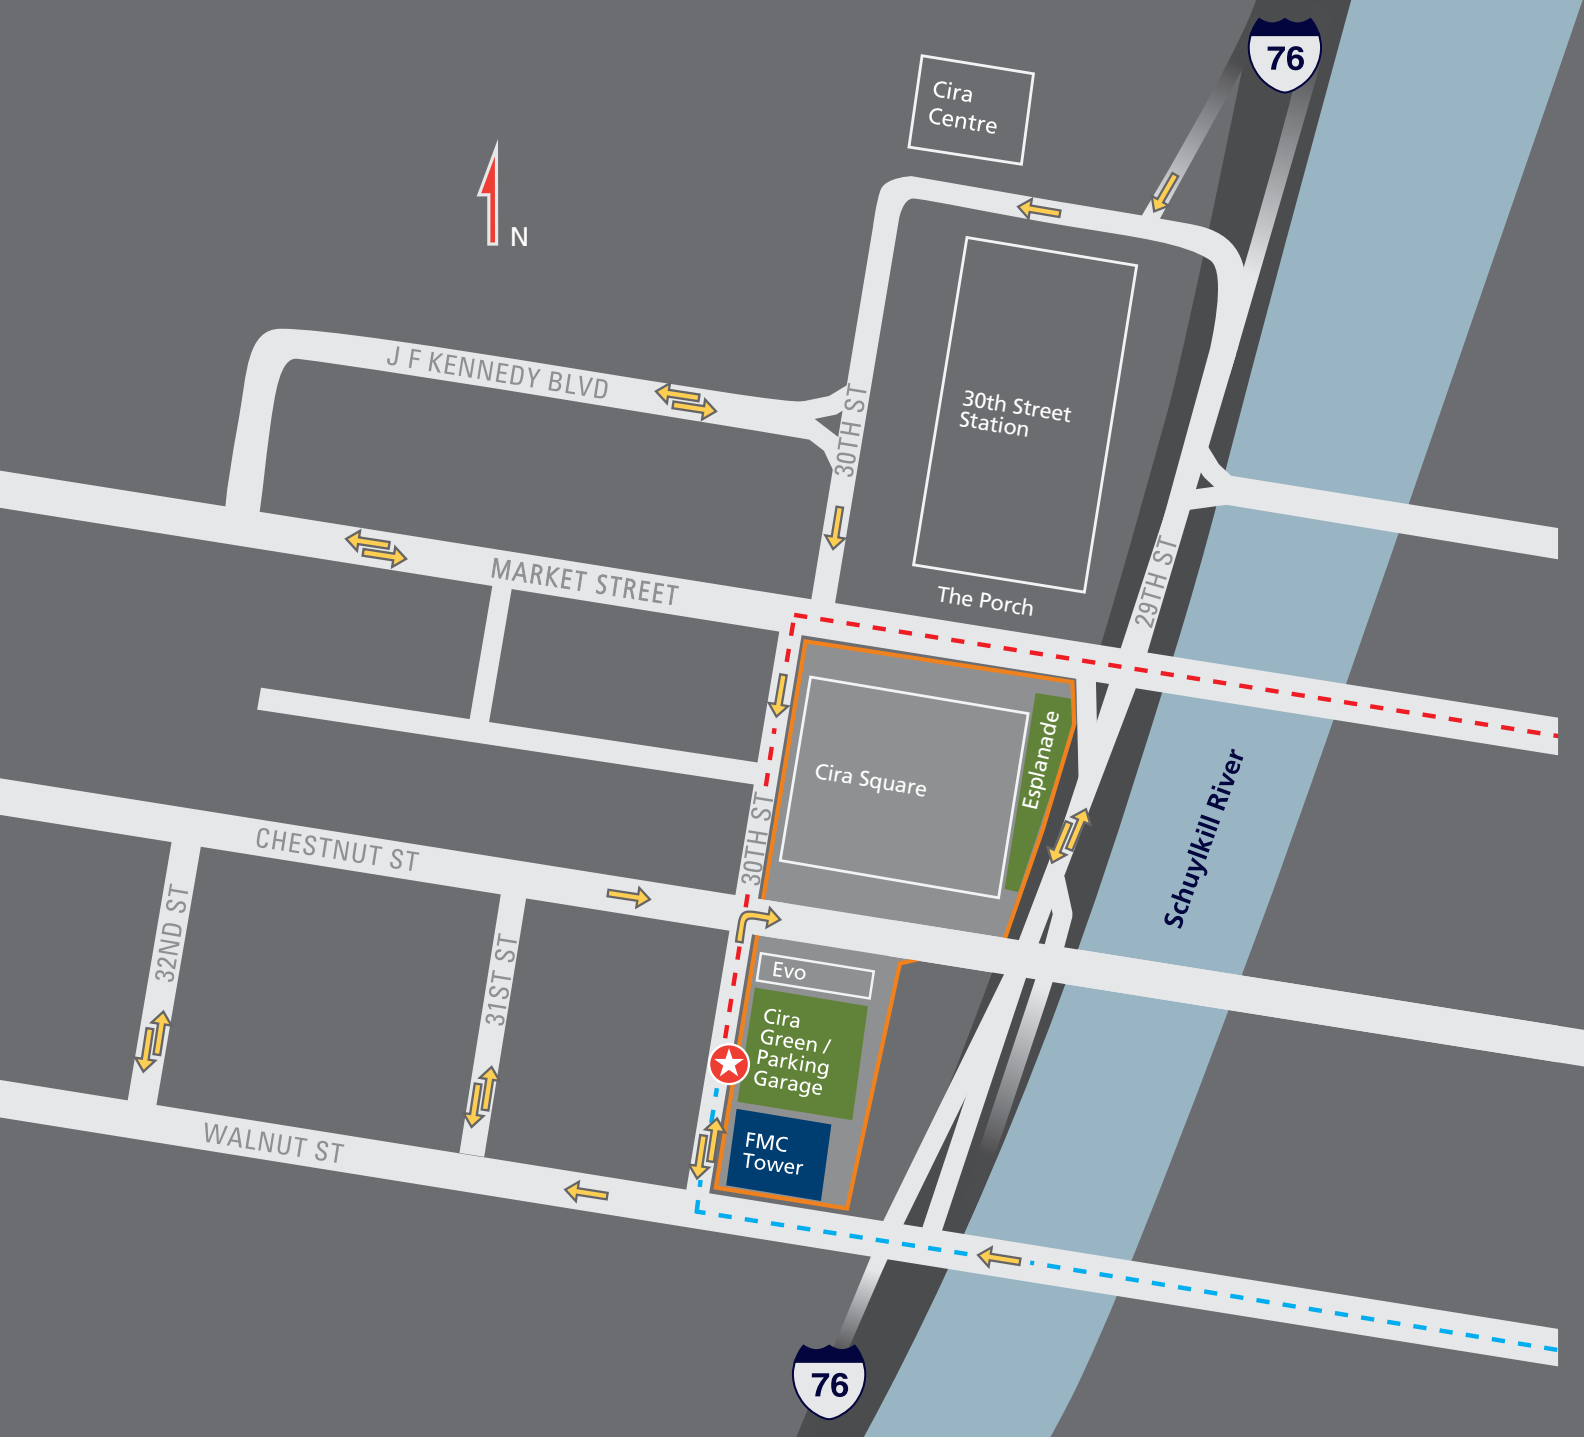 76
Cira
Centre
N
J F KENNEDY BLVD
30TH ST
30th Street
Station
MARKET STREET
The Porch
29TH ST
Esplanade
Cira Square
Schuylkill River
30TH ST
CHESTNUT ST
32ND ST
31ST ST
Evo
Cira
Green /
Parking
Garage
WALNUT ST
FMC
Tower
76